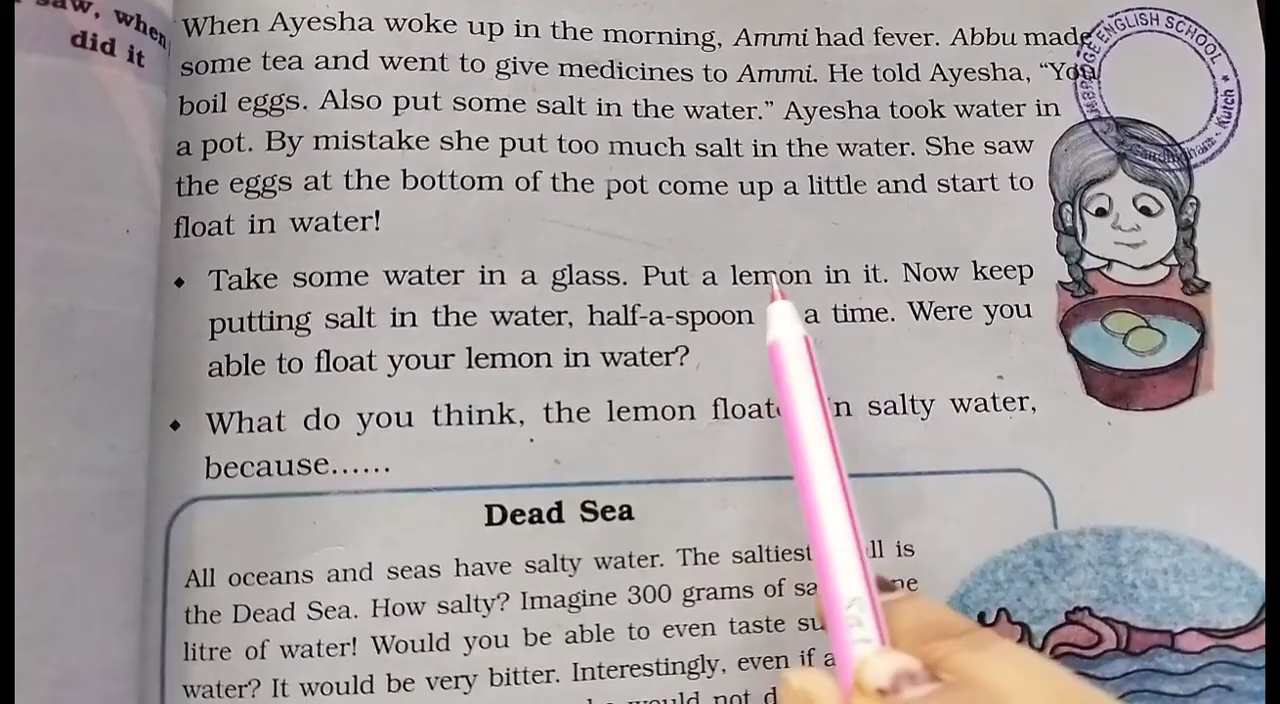 saw, when
did it
When Ayesha woke up in the morning, Ammi had fever. Abbu made
some tea and went to give medicines to Ammi. He told Ayesha, “You
boil eggs. Also put some salt in the water.” Ayesha took water in
a pot. By mistake she put too much salt in the water. She saw
the eggs at the bottom of the pot come up a little and start to
float in water!
♦ Take some water in a glass. Put a lemon in it. Now keep
putting salt in the water, half-a-spoon a time. Were you
able to float your lemon in water?
♦ What do you think, the lemon floats in salty water,
because......
Dead Sea
All oceans and seas have salty water. The saltiest all is
the Dead Sea. How salty? Imagine 300 grams of
litre of water! Would you be able to even taste
water? It would be very bitter. Interestingly, even if a
would not
ENGLISH SCHOOL * Kutch